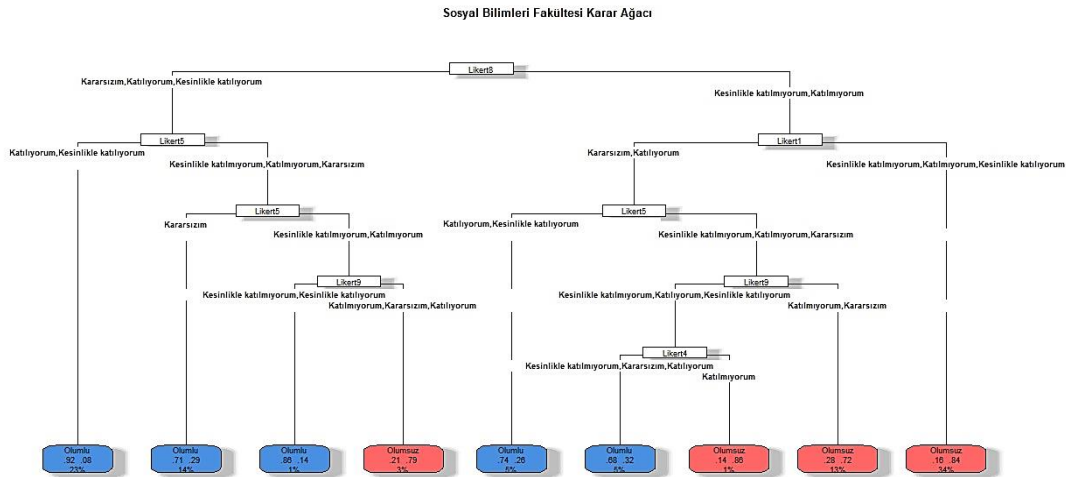 Sosyal Bilimleri Fakültesi Karar Ağacı
Likert8
Kararsızım,Katılıyorum,Kesinlikle katılıyorum
Kesinlikle katılmıyorum,Katılmıyorum
Likert5
Likert1
Katılıyorum,Kesinlikle katılıyorum
Kararsızım,Katılıyorum
Kesinlikle katılmıyorum,Katılmıyorum,Kararsızım
Kesinlikle katılmıyorum,Katılmıyorum,Kesinlikle katılıyorum
Likert5
Likert5
Kararsızım
Katılıyorum,Kesinlikle katılıyorum
Kesinlikle katılmıyorum,Katılmıyorum
Kesinlikle katılmıyorum,Katılmıyorum,Kararsızım
Likert9
Likert9
Kesinlikle katılmıyorum,Kesinlikle katılıyorum
Kesinlikle katılmıyorum,Katılıyorum,Kesinlikle katılıyorum
Katılmıyorum,Kararsızım,Katılıyorum
Katılmıyorum,Kararsızım
Likert4
Kesinlikle katılmıyorum,Kararsızım,Katılıyorum
Katılmıyorum
Olumlu
.92 .08
23%
Olumlu
.71 .29
14%
Olumlu
.86 .14
1%
Olumsuz
.21 .79
3%
Olumlu
.74 .26
5%
Olumlu
.68 .32
6%
Olumsuz
.14 .86
1%
Olumsuz
.28 .72
13%
Olumsuz
.16 .84
34%